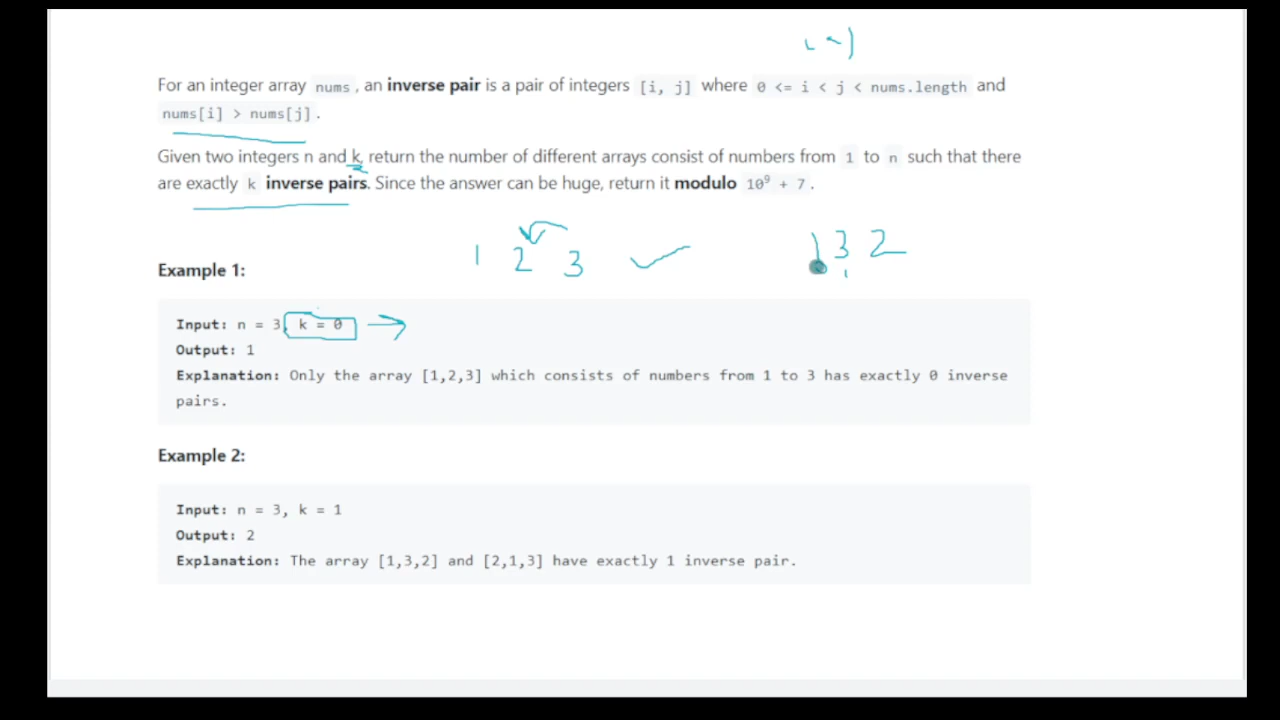 For an integer array nums, an inverse pair is a pair of integers [i, j] where 0 <= i < j < nums.length and
nums[i] > nums[j].
Given two integers n and k, return the number of different arrays consist of numbers from 1 to n such that there
are exactly k inverse pairs. Since the answer can be huge, return it modulo 10⁹ + 7.
1 2 3
1 3 2
Example 1:
Input: n = 3, k = 0
Output: 1
Explanation: Only the array [1,2,3] which consists of numbers from 1 to 3 has exactly 0 inverse
pairs.
Example 2:
Input: n = 3, k = 1
Output: 2
Explanation: The array [1,3,2] and [2,1,3] have exactly 1 inverse pair.